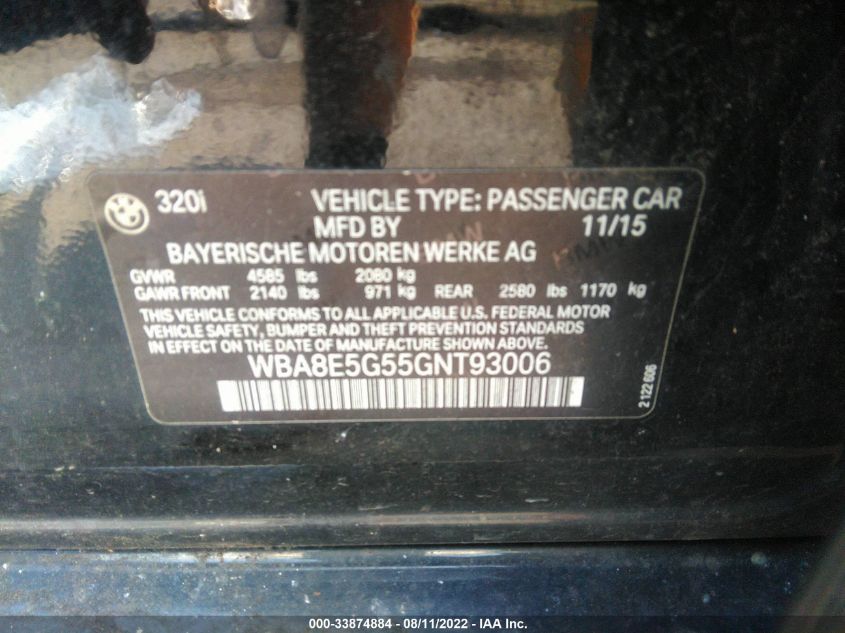 320i VEHICLE TYPE: PASSENGER CAR
MFD BY 11/15
BAYERISCHE MOTOREN WERKE AG
GVWR 4585 lbs 2080 kg
GAWR FRONT 2140 lbs 971 kg REAR 2580 lbs 1170 kg
THIS VEHICLE CONFORMS TO ALL APPLICABLE U.S. FEDERAL MOTOR
VEHICLE SAFETY, BUMPER AND THEFT PREVENTION STANDARDS
IN EFFECT ON THE DATE OF MANUFACTURE SHOWN ABOVE.
WBA8E5G55GNT93006
2 122 606
000-33874884 - 08/11/2022 - IAA Inc.